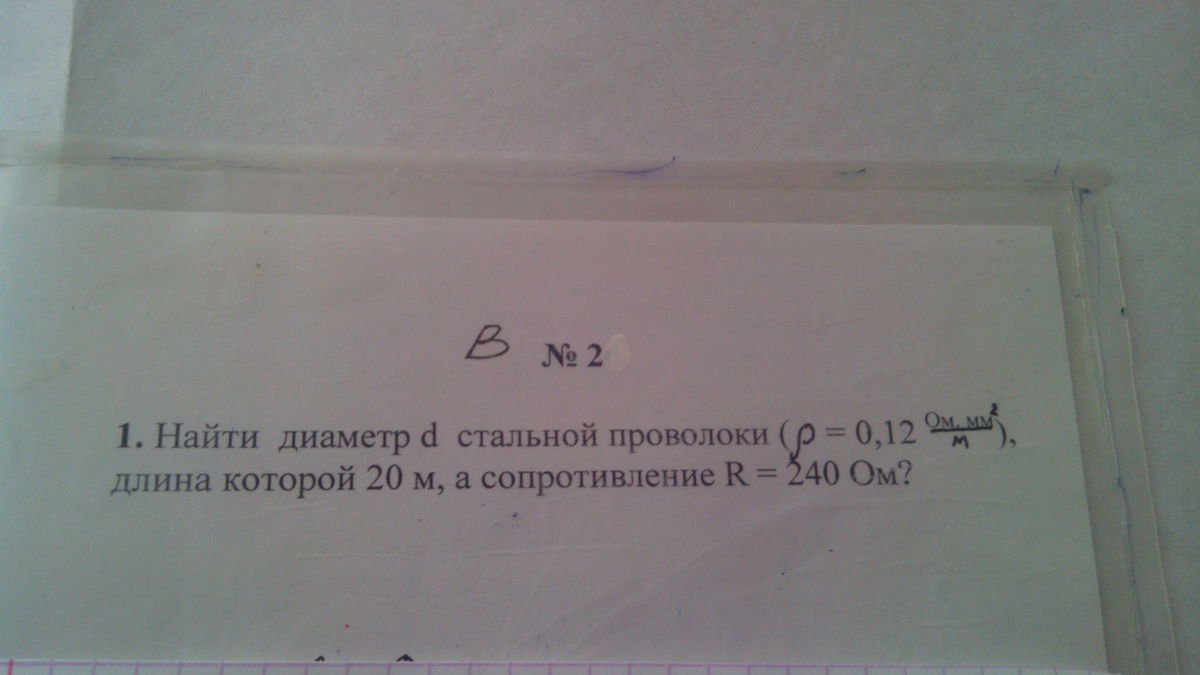 В № 2
1. Найти диаметр d стальной проволоки (ρ = 0,12 Ом. мм²/м),
длина которой 20 м, а сопротивление R = 240 Ом?